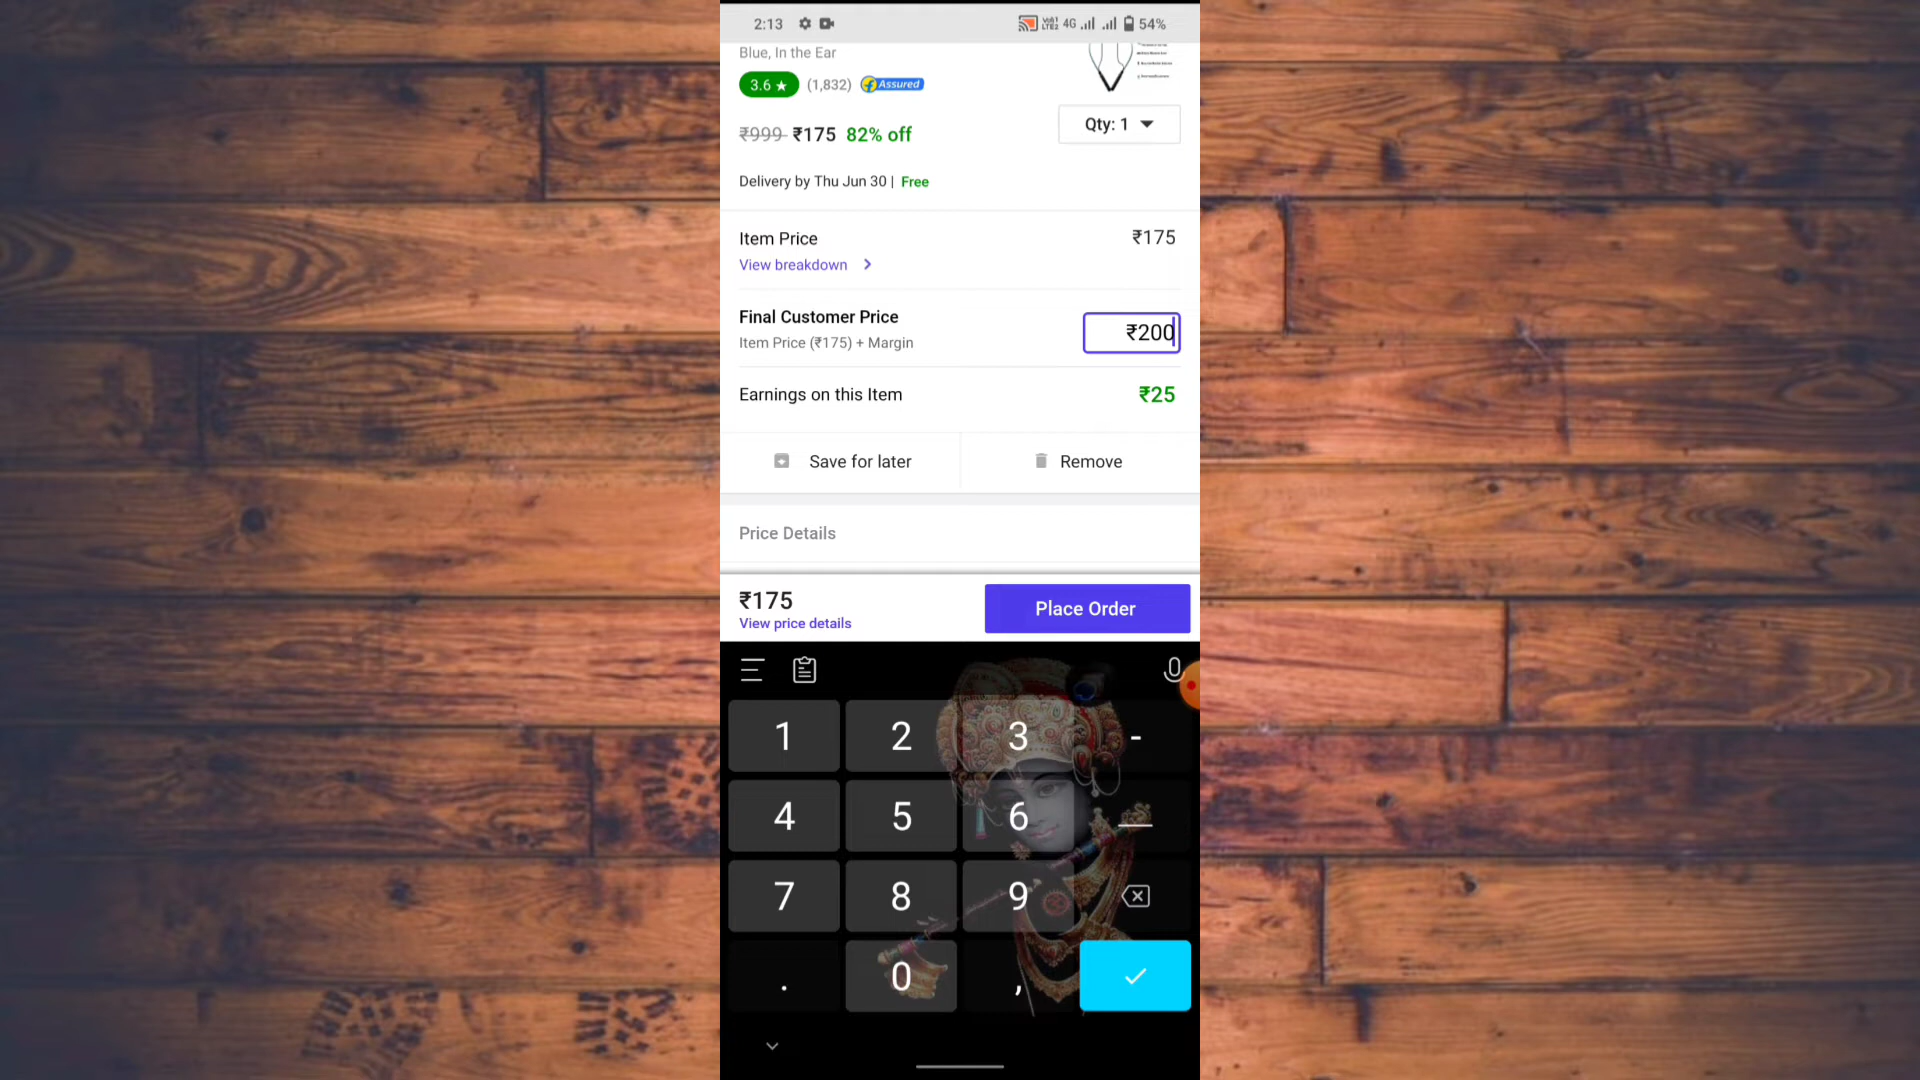 2:13 4G 54%
Blue, In the Ear
3.6 ★ (1,832) Assured
₹999 ₹175 82% off
Qty: 1
Delivery by Thu Jun 30 | Free
Item Price ₹175
View breakdown
Final Customer Price ₹200
Item Price (₹175) + Margin
Earnings on this Item ₹25
Save for later Remove
Price Details
₹175 Place Order
View price details
1 2 3 -
4 5 6
7 8 9
. 0 ,